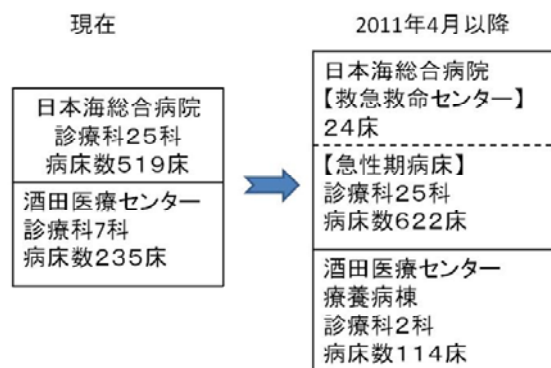 現在
日本海総合病院
診療科25科
病床数519床
酒田医療センター
診療科7科
病床数235床
2011年4月以降
日本海総合病院
【救急救命センター】
24床
【急性期病床】
診療科25科
病床数622床
酒田医療センター
療養病棟
診療科2科
病床数114床